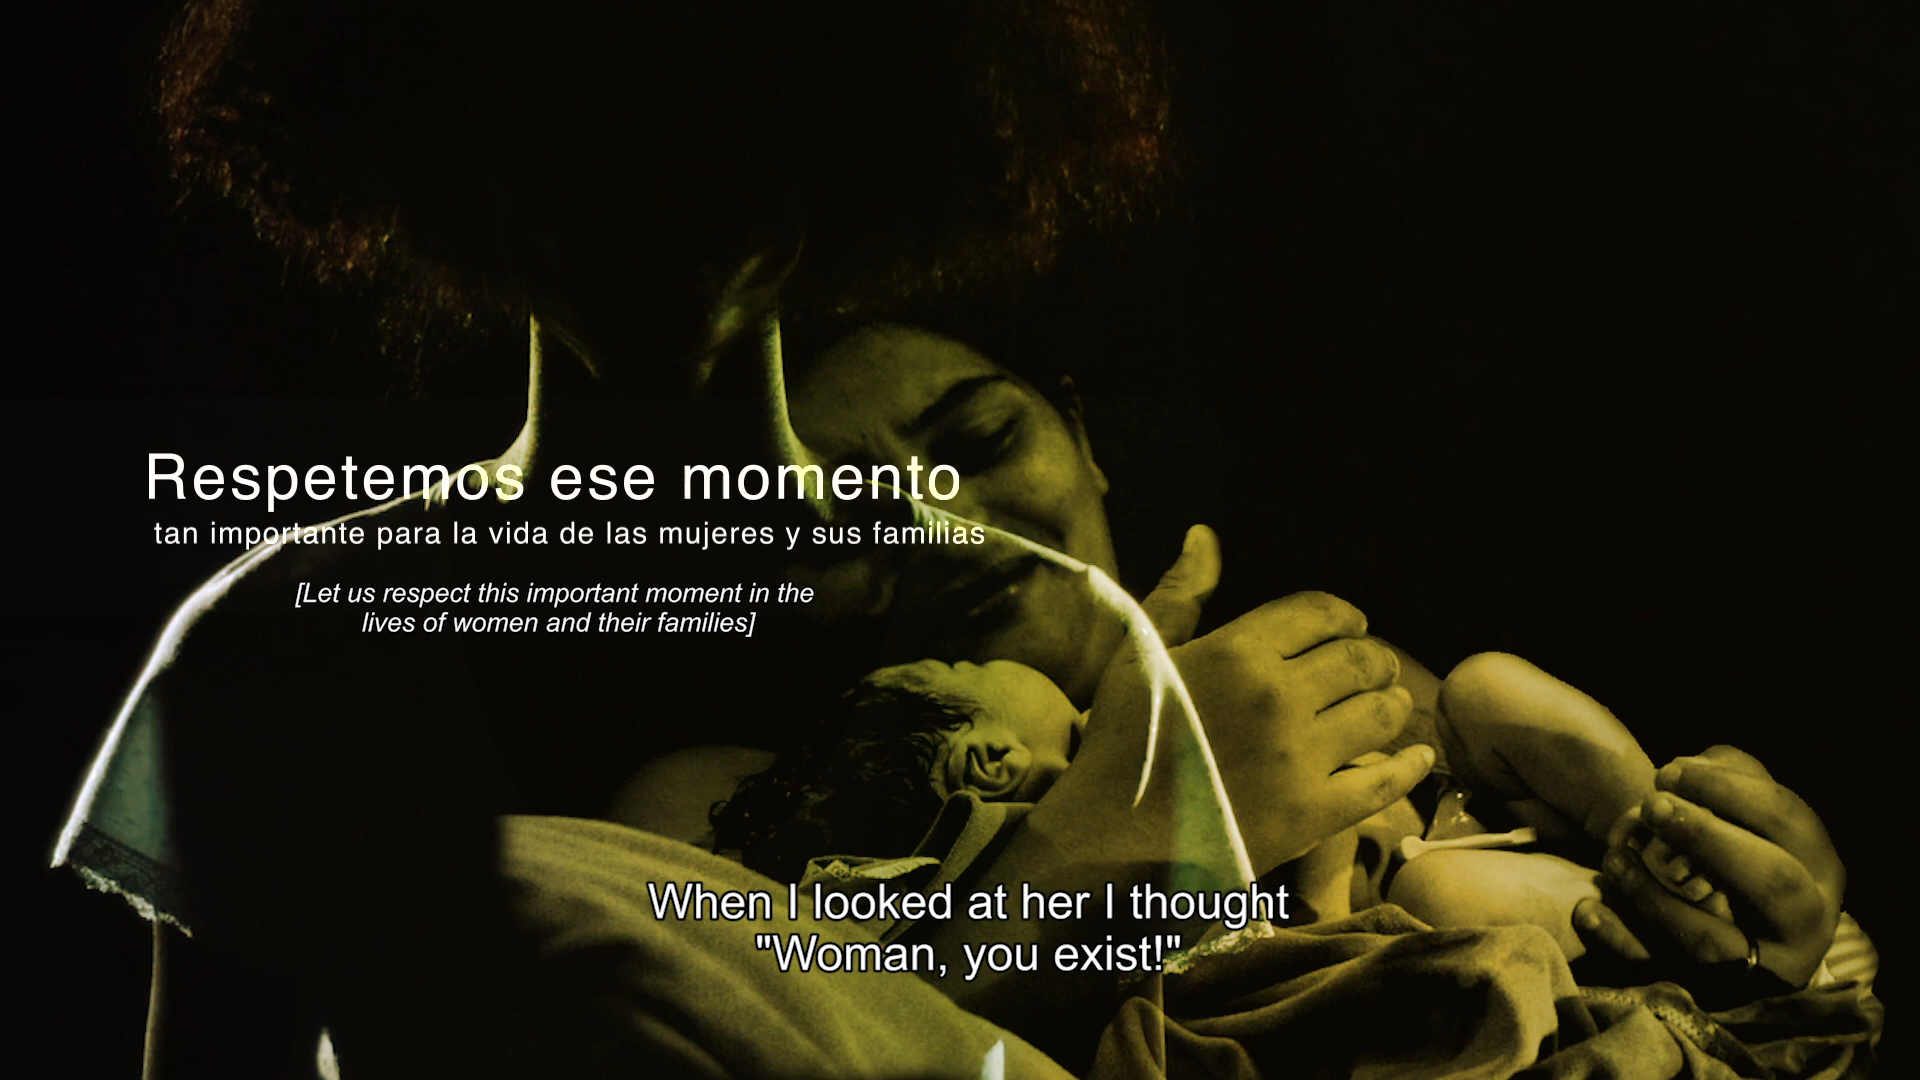 Respetemos ese momento
tan importante para la vida de las mujeres y sus familias
[Let us respect this important moment in the
lives of women and their families]
When I looked at her I thought
"Woman, you exist!"